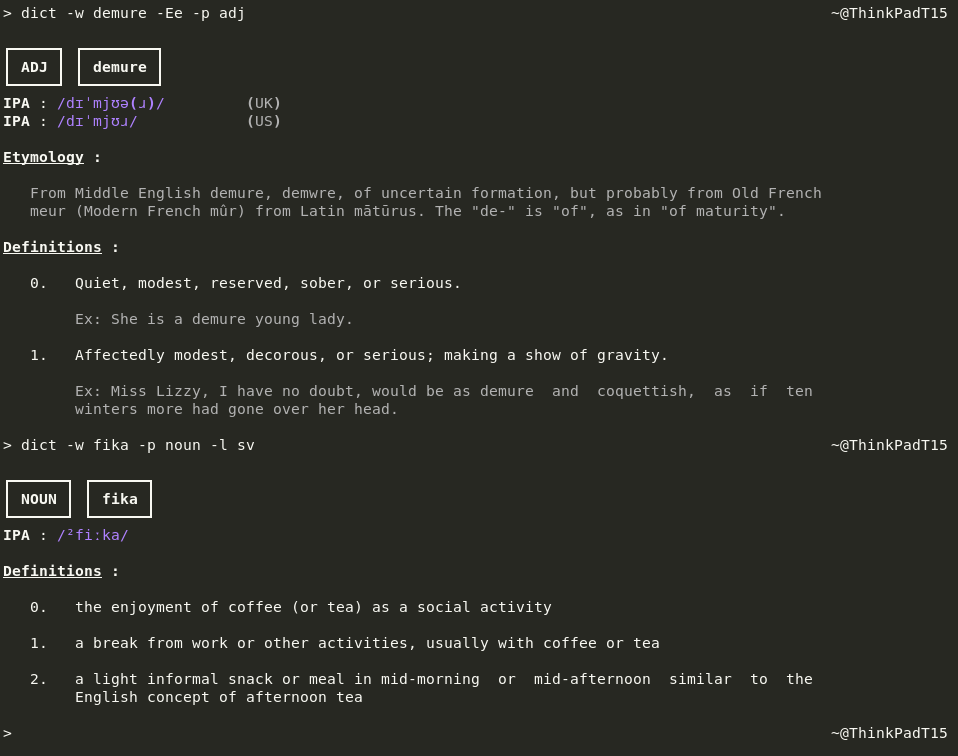 > dict -w demure -Ee -p adj ~@ThinkPadT15
ADJ demure
IPA : /dɪˈmjʊə(ɹ)/ (UK)
IPA : /dɪˈmjʊɹ/ (US)
Etymology :
From Middle English demure, demwre, of uncertain formation, but probably from Old French
meur (Modern French mûr) from Latin mātūrus. The "de-" is "of", as in "of maturity".
Definitions :
0. Quiet, modest, reserved, sober, or serious.
Ex: She is a demure young lady.
1. Affectedly modest, decorous, or serious; making a show of gravity.
Ex: Miss Lizzy, I have no doubt, would be as demure and coquettish, as if ten
winters more had gone over her head.
> dict -w fika -p noun -l sv ~@ThinkPadT15
NOUN fika
IPA : /²fiːka/
Definitions :
0. the enjoyment of coffee (or tea) as a social activity
1. a break from work or other activities, usually with coffee or tea
2. a light informal snack or meal in mid-morning or mid-afternoon similar to the
English concept of afternoon tea
> ~@ThinkPadT15